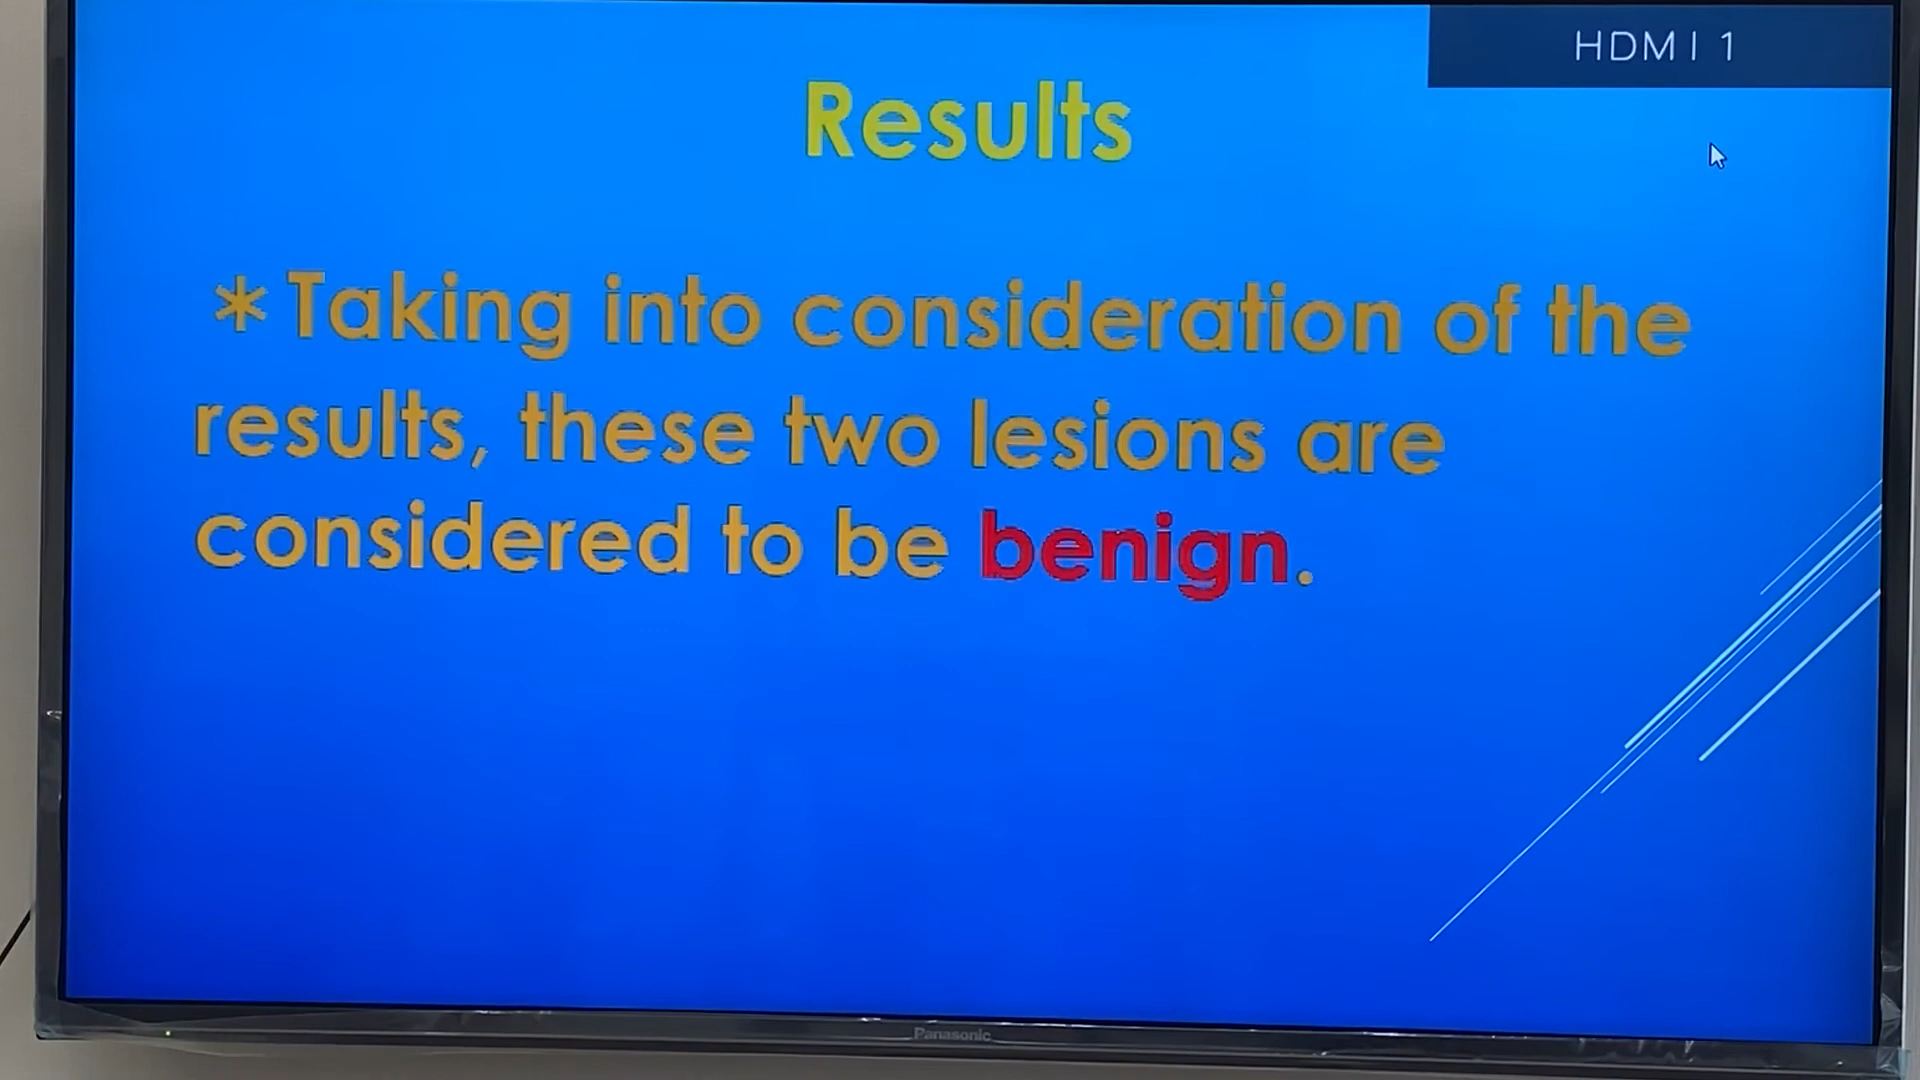 HDMI 1
Results
*Taking into consideration of the
results, these two lesions are
considered to be benign.
Panasonic